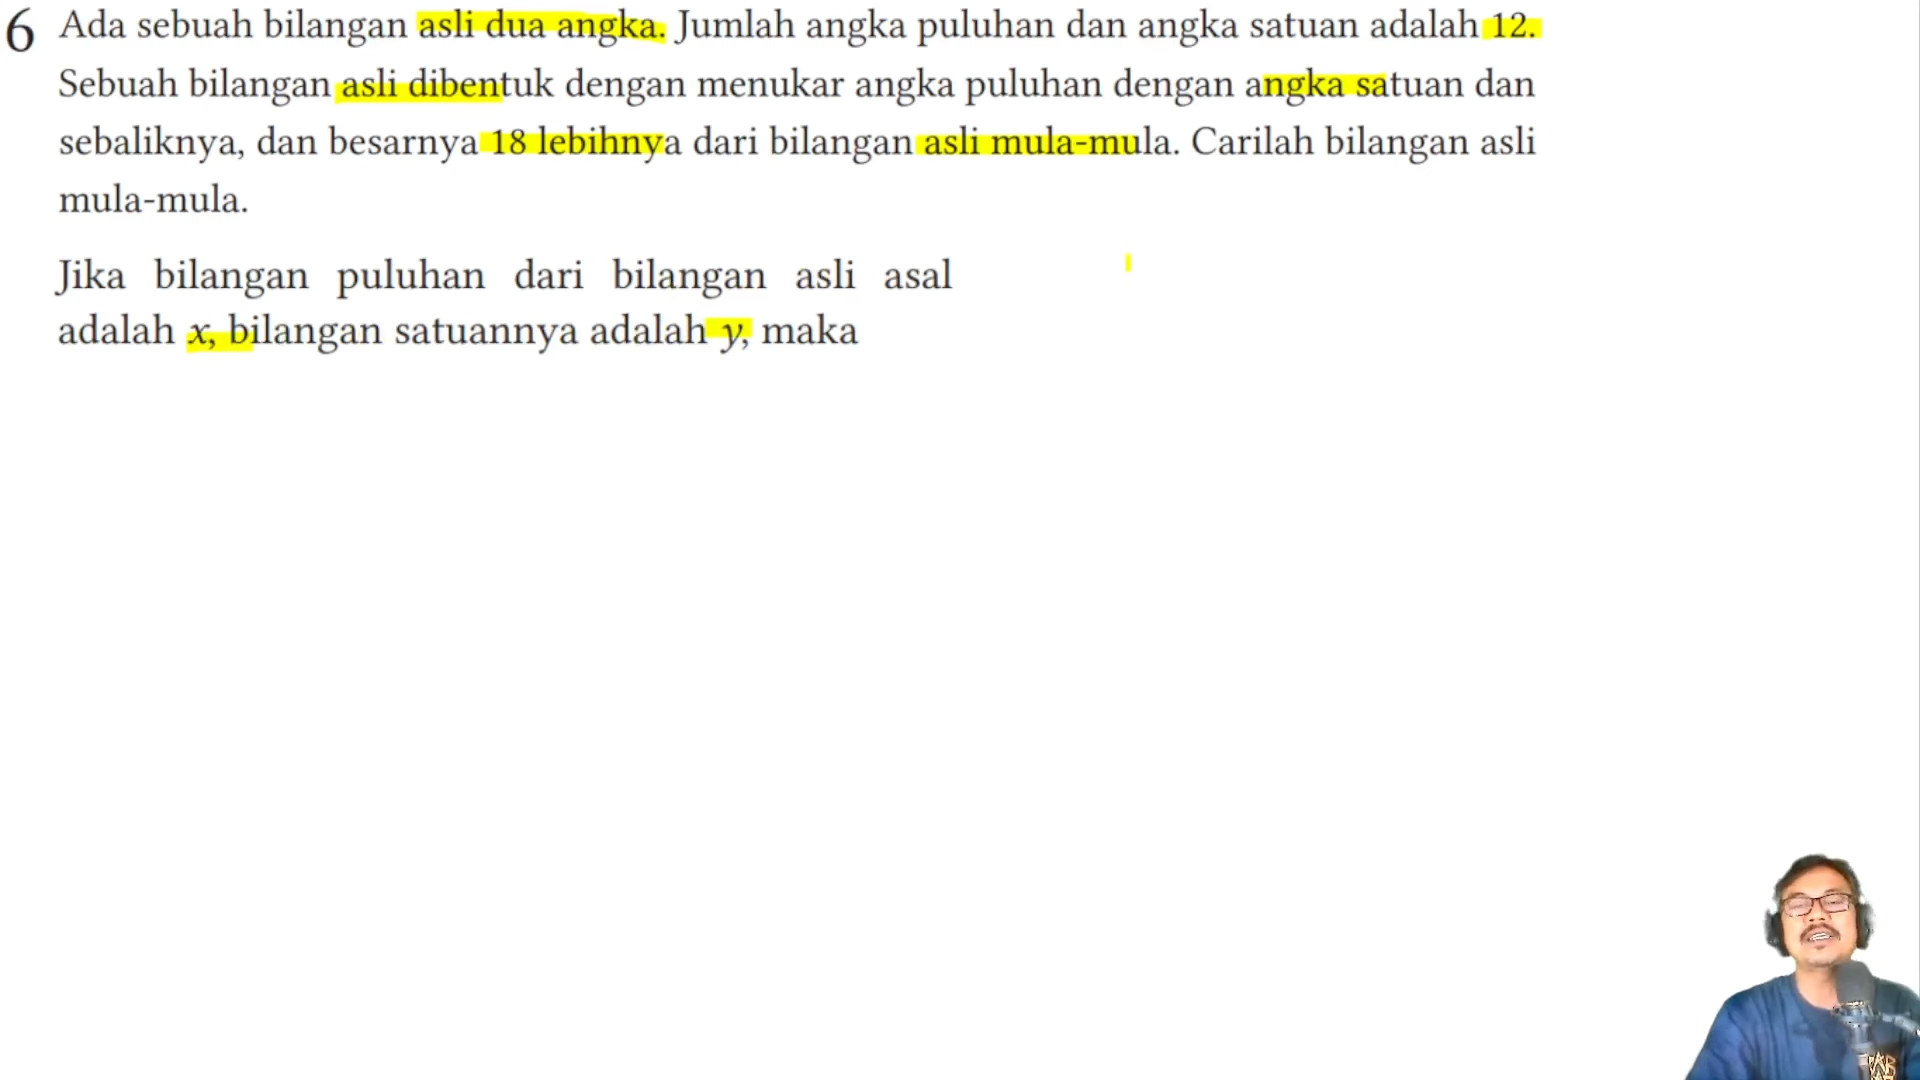 6 Ada sebuah bilangan asli dua angka. Jumlah angka puluhan dan angka satuan adalah 12.
Sebuah bilangan asli dibentuk dengan menukar angka puluhan dengan angka satuan dan
sebaliknya, dan besarnya 18 lebihnya dari bilangan asli mula-mula. Carilah bilangan asli
mula-mula.
Jika bilangan puluhan dari bilangan asli asal
adalah x, bilangan satuannya adalah y, maka